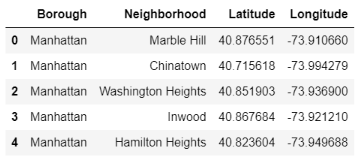 Borough Neighborhood Latitude Longitude
0 Manhattan Marble Hill 40.876551 -73.910660
1 Manhattan Chinatown 40.715618 -73.994279
2 Manhattan Washington Heights 40.851903 -73.936900
3 Manhattan Inwood 40.867684 -73.921210
4 Manhattan Hamilton Heights 40.823604 -73.949688